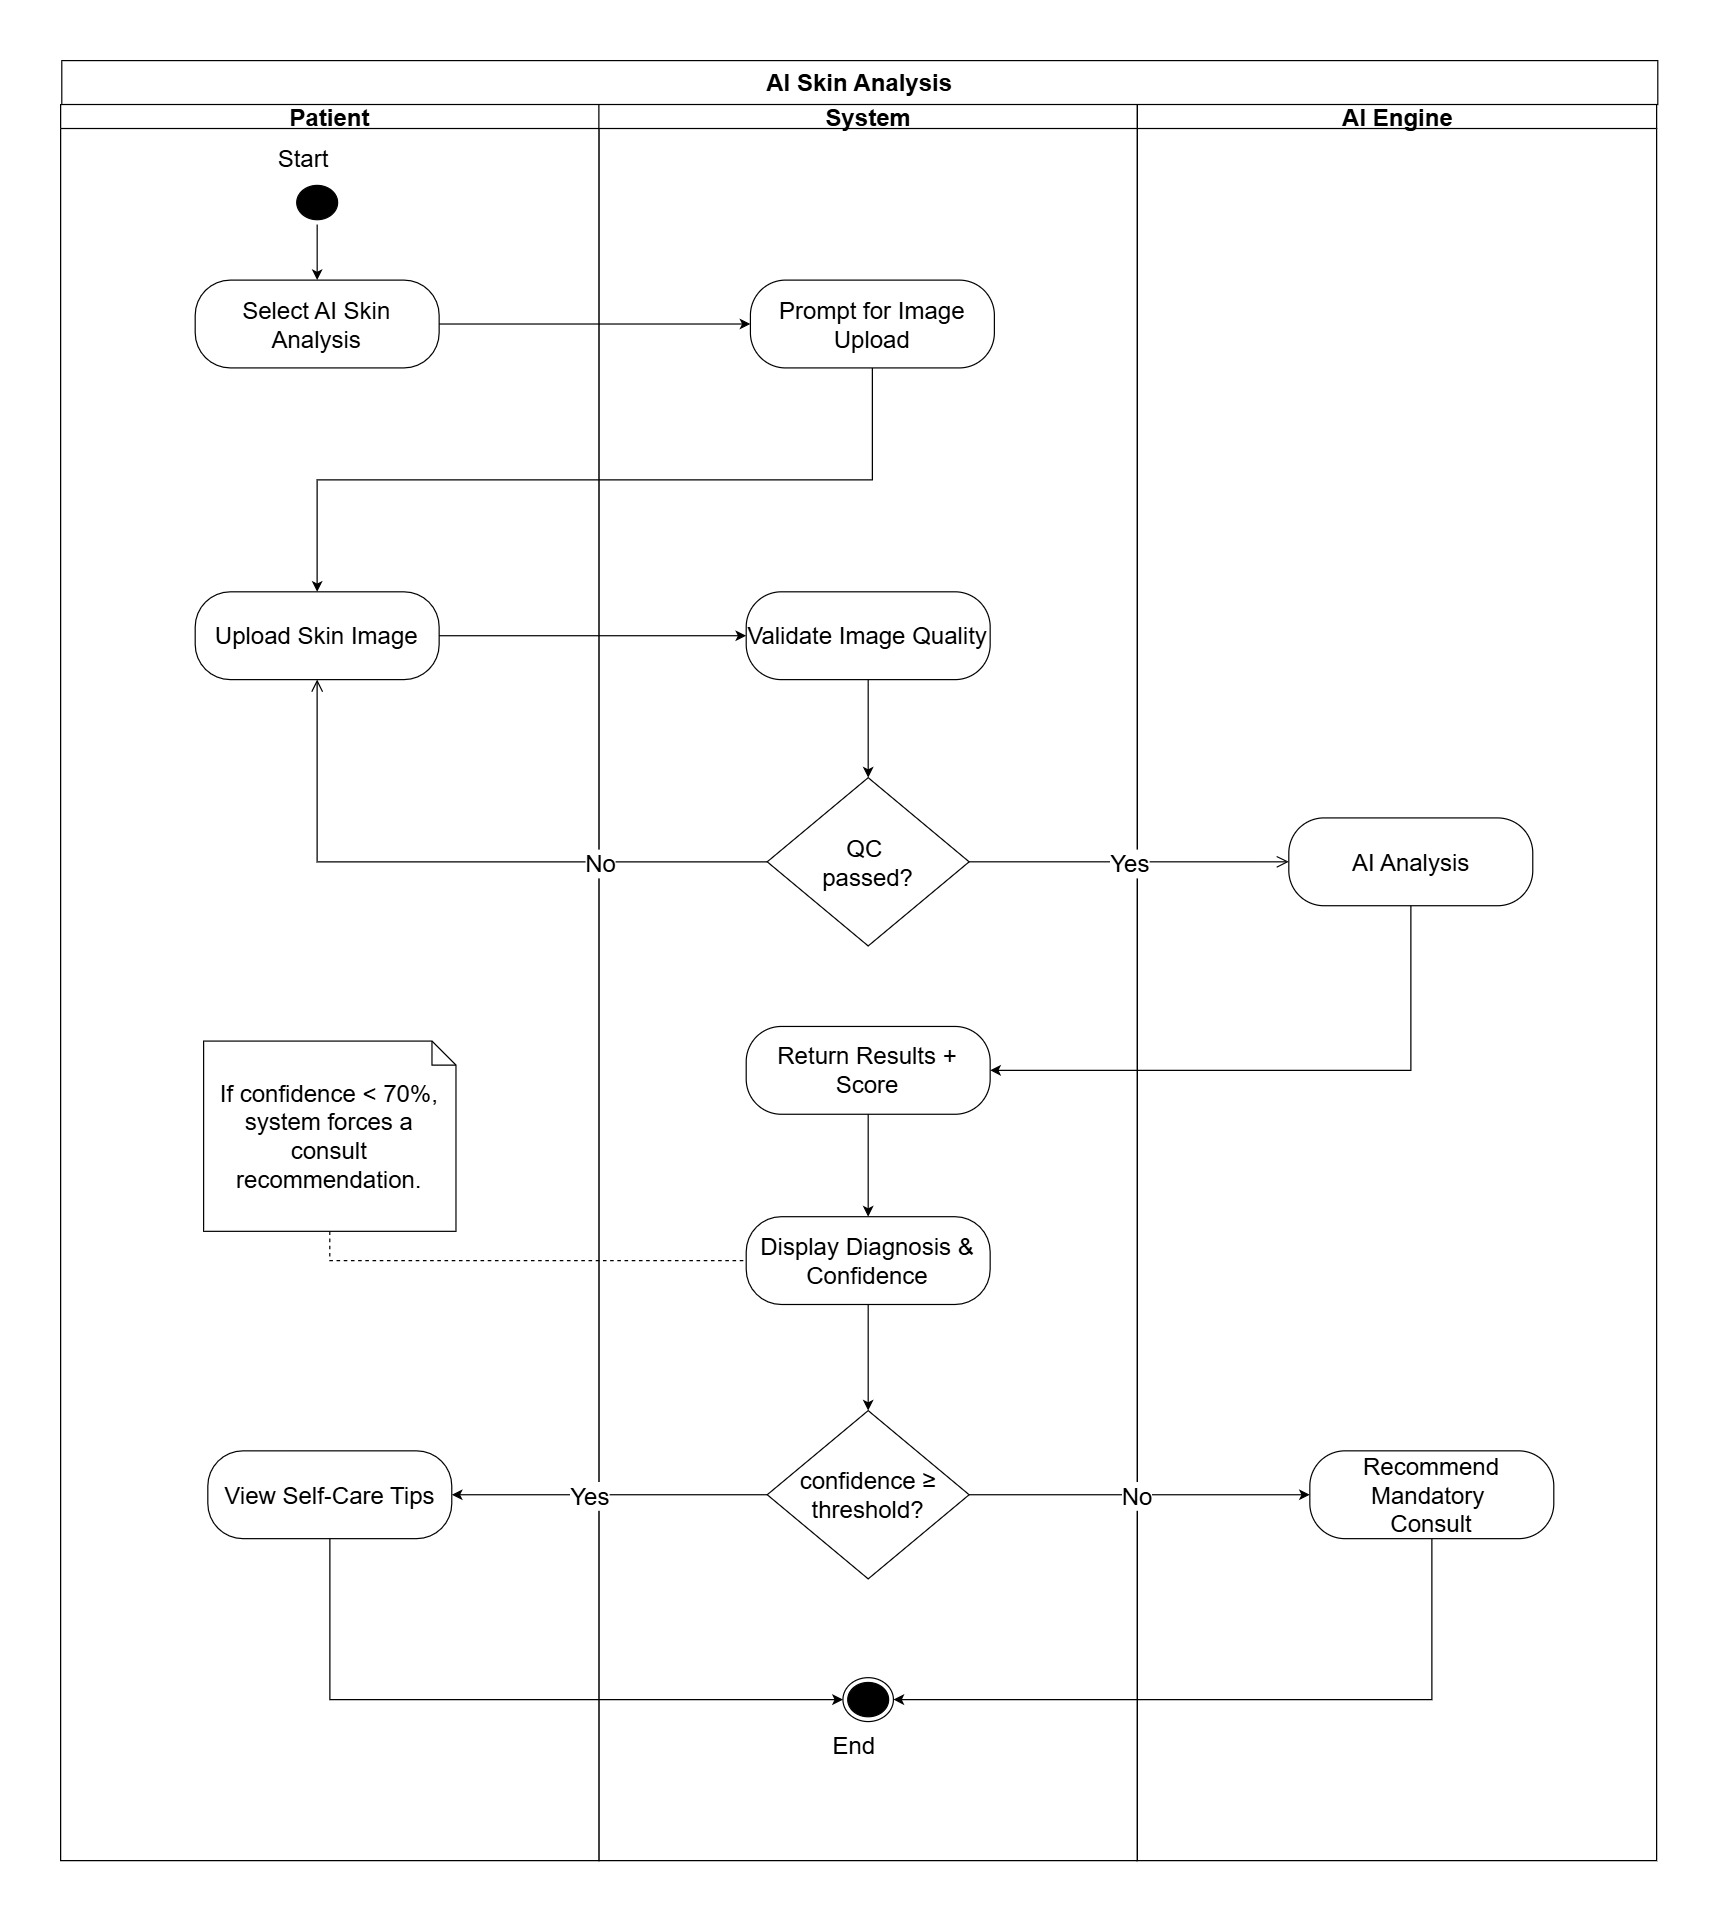 AI Skin Analysis
Patient
System
AI Engine
Start
Select AI Skin
Analysis
Prompt for Image
Upload
Upload Skin Image
Validate Image Quality
QC
passed?
No
Yes
AI Analysis
Return Results +
Score
If confidence < 70%,
system forces a
consult
recommendation.
Display Diagnosis &
Confidence
confidence ≥
threshold?
Yes
No
View Self-Care Tips
Recommend
Mandatory
Consult
End